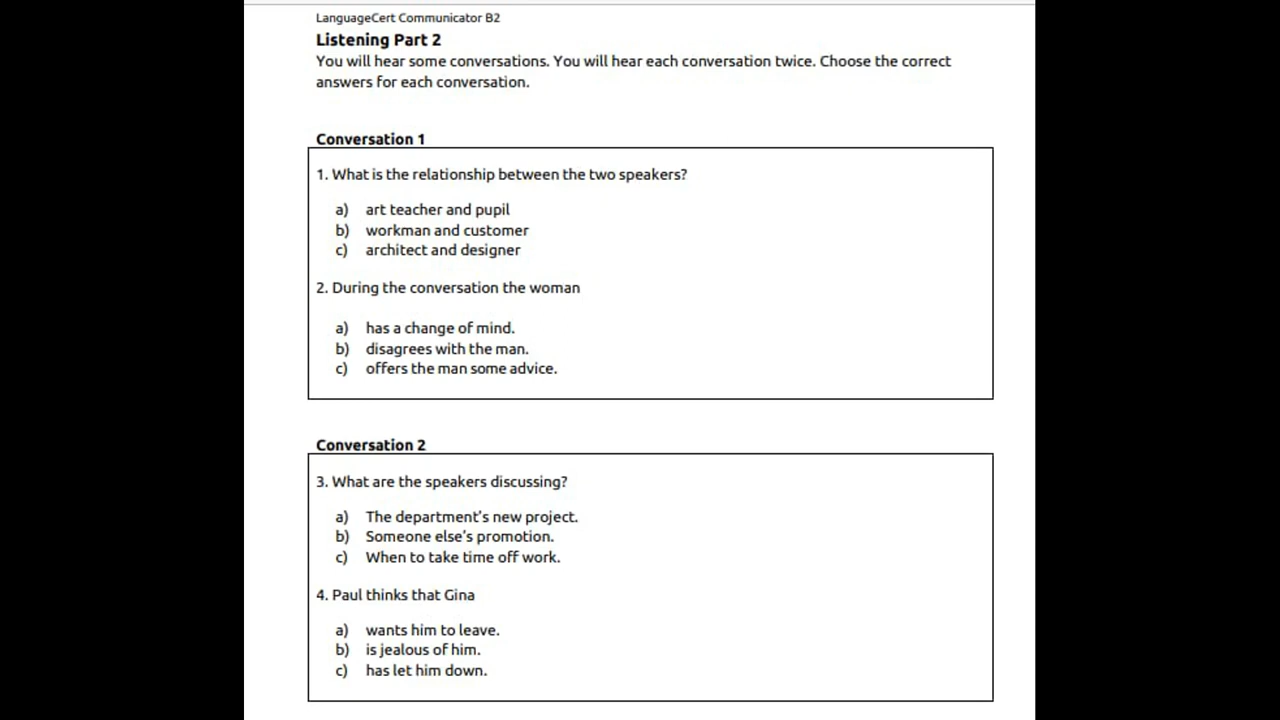 LanguageCert Communicator B2
Listening Part 2
You will hear some conversations. You will hear each conversation twice. Choose the correct
answers for each conversation.
Conversation 1
1. What is the relationship between the two speakers?
a) art teacher and pupil
b) workman and customer
c) architect and designer
2. During the conversation the woman
a) has a change of mind.
b) disagrees with the man.
c) offers the man some advice.
Conversation 2
3. What are the speakers discussing?
a) The department's new project.
b) Someone else's promotion.
c) When to take time off work.
4. Paul thinks that Gina
a) wants him to leave.
b) is jealous of him.
c) has let him down.